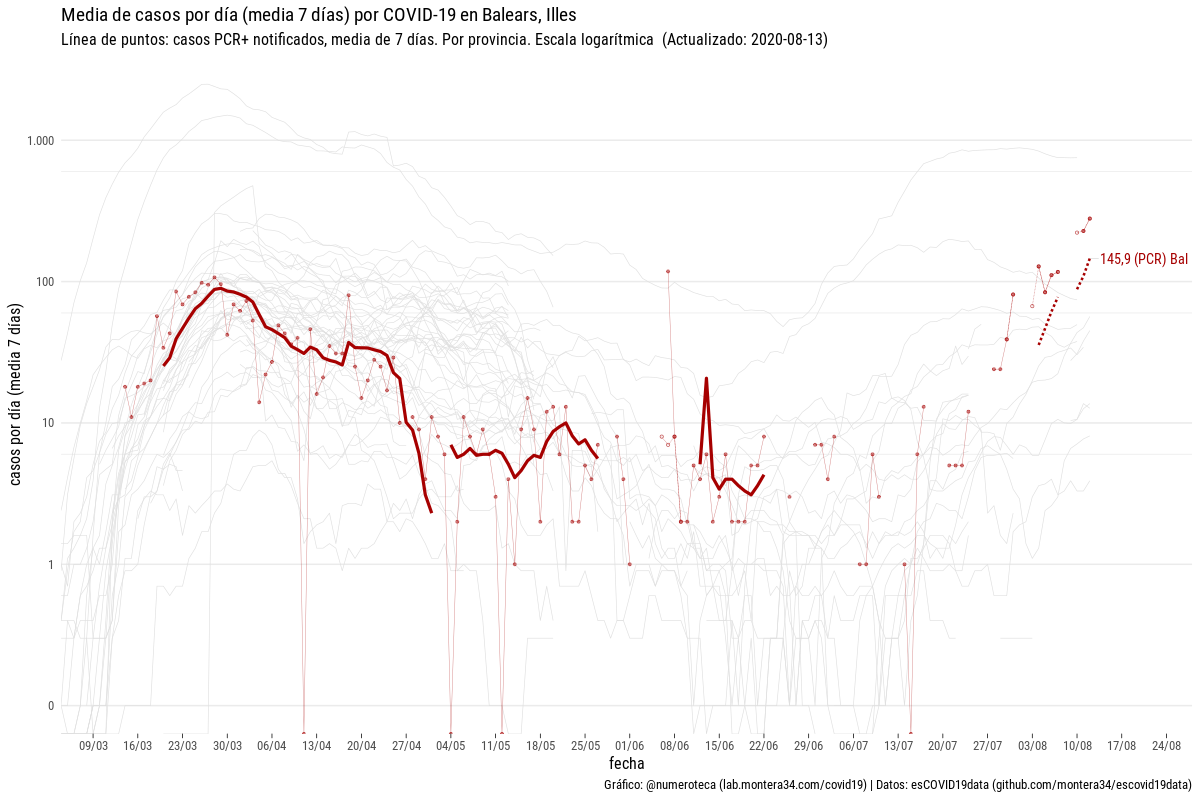 Media de casos por día (media 7 días) por COVID-19 en Balears, Illes
Línea de puntos: casos PCR+ notificados, media de 7 días. Por provincia. Escala logarítmica (Actualizado: 2020-08-13)
casos por día (media 7 días)
1.000
100
10
1
0
145,9 (PCR) Bal
09/03 16/03 23/03 30/03 06/04 13/04 20/04 27/04 04/05 11/05 18/05 25/05 01/06 08/06 15/06 22/06 29/06 06/07 13/07 20/07 27/07 03/08 10/08 17/08 24/08
fecha
Gráfico: @numeroteca (lab.montera34.com/covid19) | Datos: esCOVID19data (github.com/montera34/escovid19data)